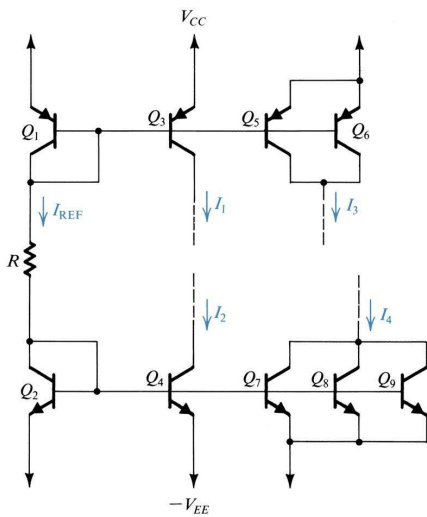 V_CC
Q_1
Q_3
Q_5
Q_6
I_REF
I_1
I_3
R
I_2
I_4
Q_2
Q_4
Q_7
Q_8
Q_9
−V_EE